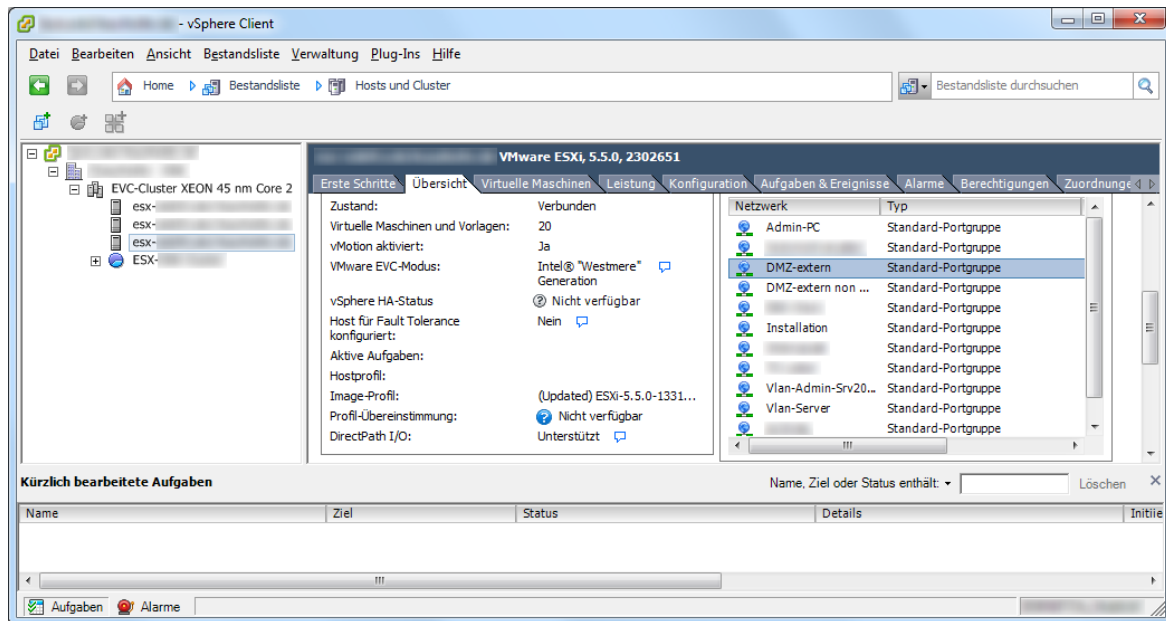 - vSphere Client
Datei Bearbeiten Ansicht Bestandsliste Verwaltung Plug-Ins Hilfe
Home Bestandsliste Hosts und Cluster Bestandsliste durchsuchen
EVC-Cluster XEON 45 nm Core 2
esx-
esx-
esx-
ESX-
VMware ESXi, 5.5.0, 2302651
Erste Schritte Übersicht Virtuelle Maschinen Leistung Konfiguration Aufgaben & Ereignisse Alarme Berechtigungen Zuordnunge
Zustand: Verbunden
Virtuelle Maschinen und Vorlagen: 20
vMotion aktiviert: Ja
VMware EVC-Modus: Intel® "Westmere"
Generation
vSphere HA-Status Nicht verfügbar
Host für Fault Tolerance Nein
konfiguriert:
Aktive Aufgaben:
Hostprofil:
Image-Profil: (Updated) ESXi-5.5.0-1331...
Profil-Übereinstimmung: Nicht verfügbar
DirectPath I/O: Unterstützt
Netzwerk Typ
Admin-PC Standard-Portgruppe
Standard-Portgruppe
DMZ-extern Standard-Portgruppe
DMZ-extern non ... Standard-Portgruppe
Standard-Portgruppe
Installation Standard-Portgruppe
Standard-Portgruppe
Standard-Portgruppe
Vlan-Admin-Srv20... Standard-Portgruppe
Vlan-Server Standard-Portgruppe
Standard-Portgruppe
Kürzlich bearbeitete Aufgaben Name, Ziel oder Status enthält: Löschen
Name Ziel Status Details Initiie
Aufgaben Alarme